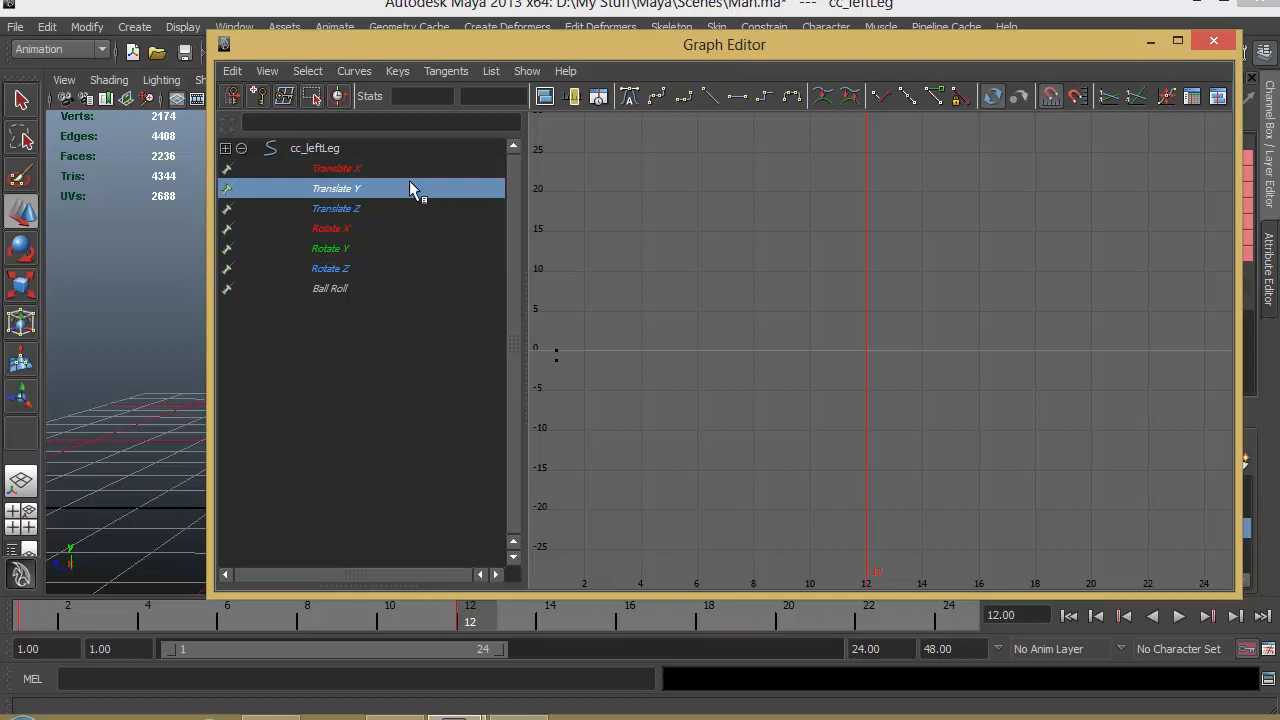 Autodesk Maya 2013 x64: D:\My Stuff\Maya\Scenes\Man.ma* --- cc_leftLeg
File Edit Modify Create Display Window Assets Animate Geometry Cache Create Deformers Edit Deformers Skeleton Skin Constrain Character Muscle Pipeline Cache
Animation
Graph Editor
View Shading Lighting
Edit View Select Curves Keys Tangents List Show Help
Stats
Verts: 2174
Edges: 4408
Faces: 2236
Tris: 4344
UVs: 2688
cc_leftLeg
Translate X
Translate Y
Translate Z
Rotate X
Rotate Y
Rotate Z
Ball Roll
25
20
15
10
5
0
-5
-10
-15
-20
-25
12
2 4 6 8 10 12 14 16 18 20 22 24
Channel Box / Layer Editor
Attribute Editor
y
2 4 6 8 10 12 14 16 18 20 22 24
12
12.00
1.00 1.00 1 24 24.00 48.00 No Anim Layer No Character Set
MEL